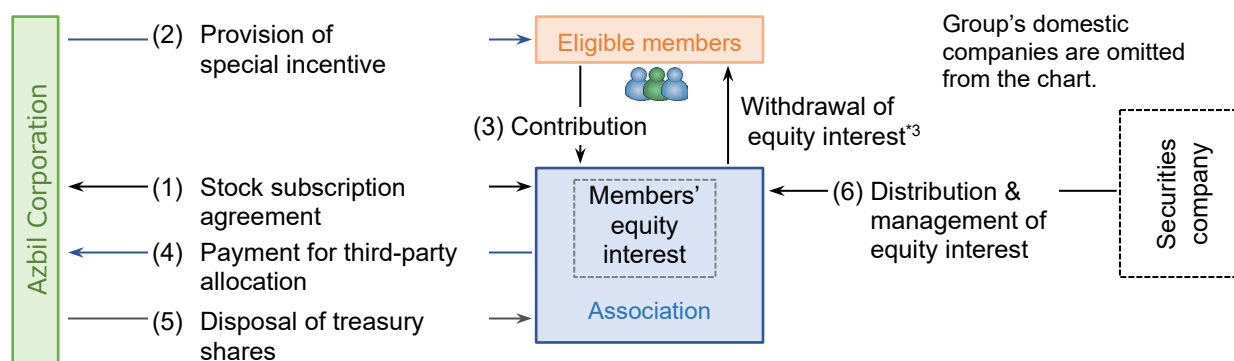 Azbil Corporation
(2) Provision of
special incentive
Eligible members
Group’s domestic
companies are omitted
from the chart.
(3) Contribution
Withdrawal of
equity interest*3
(1) Stock subscription
agreement
Members’
equity
interest
Association
(6) Distribution &
management of
equity interest
Securities
company
(4) Payment for third-party
allocation
(5) Disposal of treasury
shares